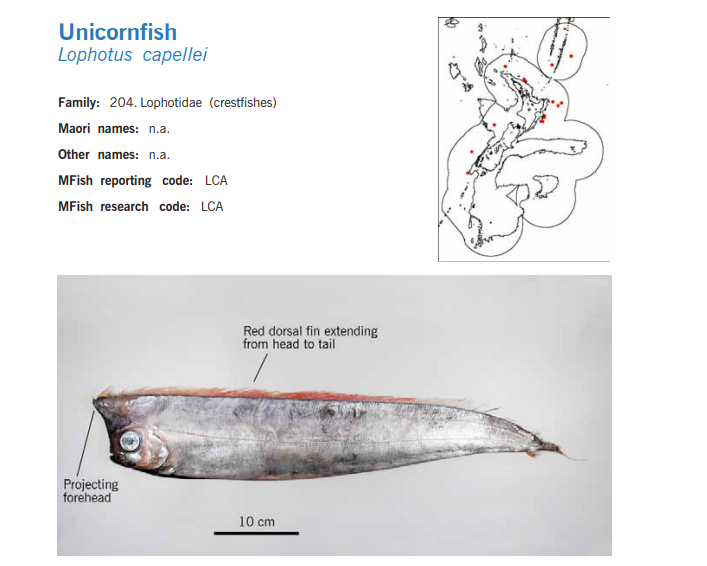 Unicornfish
Lophotus capellei
Family: 204. Lophotidae (crestfishes)
Maori names: n.a.
Other names: n.a.
MFish reporting code: LCA
MFish research code: LCA
Red dorsal fin extending
from head to tail
Projecting
forehead
10 cm